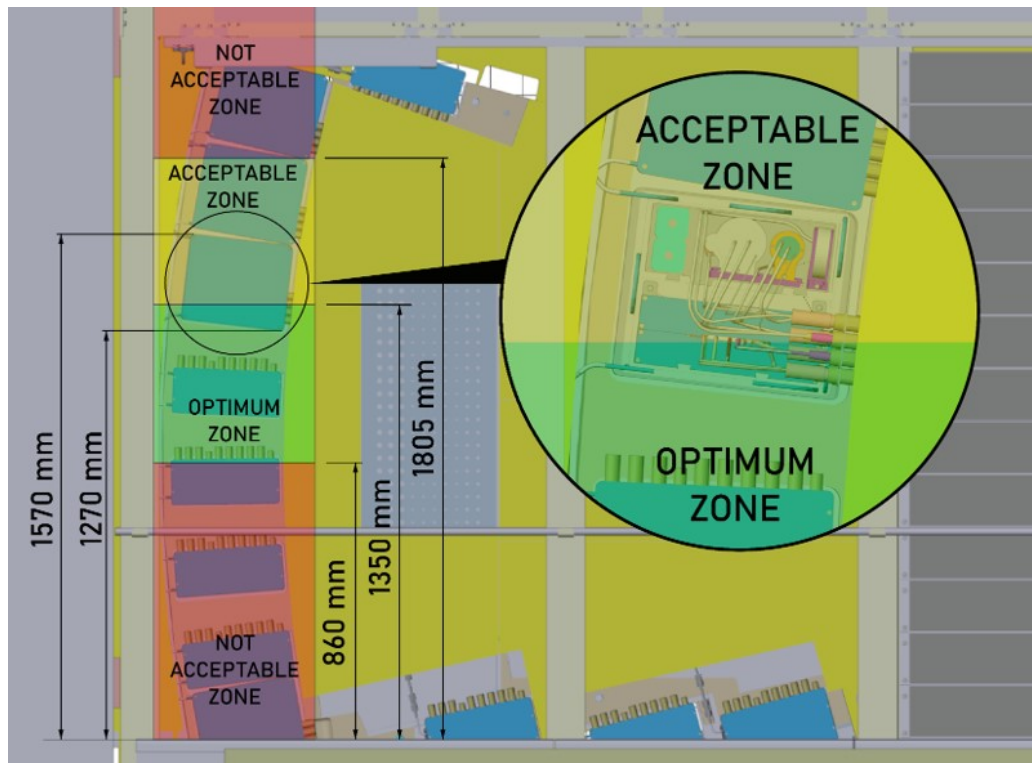 NOT
ACCEPTABLE
ZONE
ACCEPTABLE
ZONE
ACCEPTABLE
ZONE
OPTIMUM
ZONE
OPTIMUM
ZONE
1570 mm
1270 mm
860 mm
1350 mm
1805 mm
NOT
ACCEPTABLE
ZONE